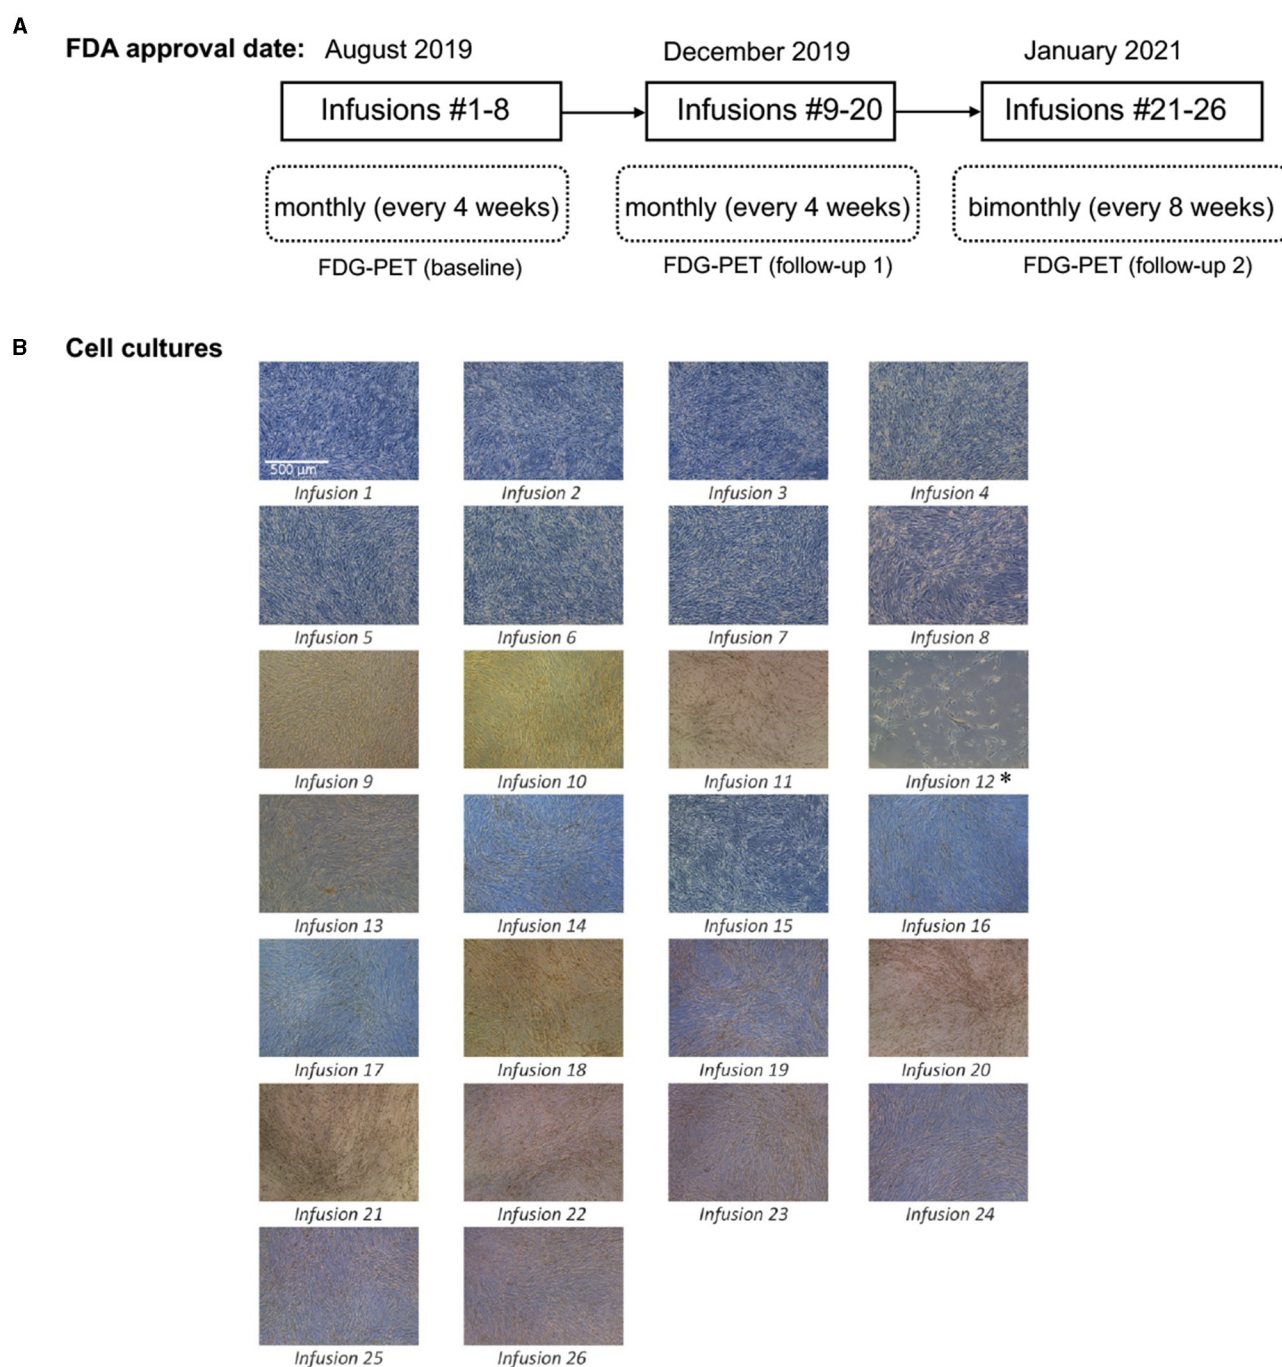 A
FDA approval date: August 2019 December 2019 January 2021
Infusions #1-8 Infusions #9-20 Infusions #21-26
monthly (every 4 weeks) monthly (every 4 weeks) bimonthly (every 8 weeks)
FDG-PET (baseline) FDG-PET (follow-up 1) FDG-PET (follow-up 2)
B Cell cultures
500 µm
Infusion 1 Infusion 2 Infusion 3 Infusion 4
Infusion 5 Infusion 6 Infusion 7 Infusion 8
Infusion 9 Infusion 10 Infusion 11 Infusion 12 *
Infusion 13 Infusion 14 Infusion 15 Infusion 16
Infusion 17 Infusion 18 Infusion 19 Infusion 20
Infusion 21 Infusion 22 Infusion 23 Infusion 24
Infusion 25 Infusion 26